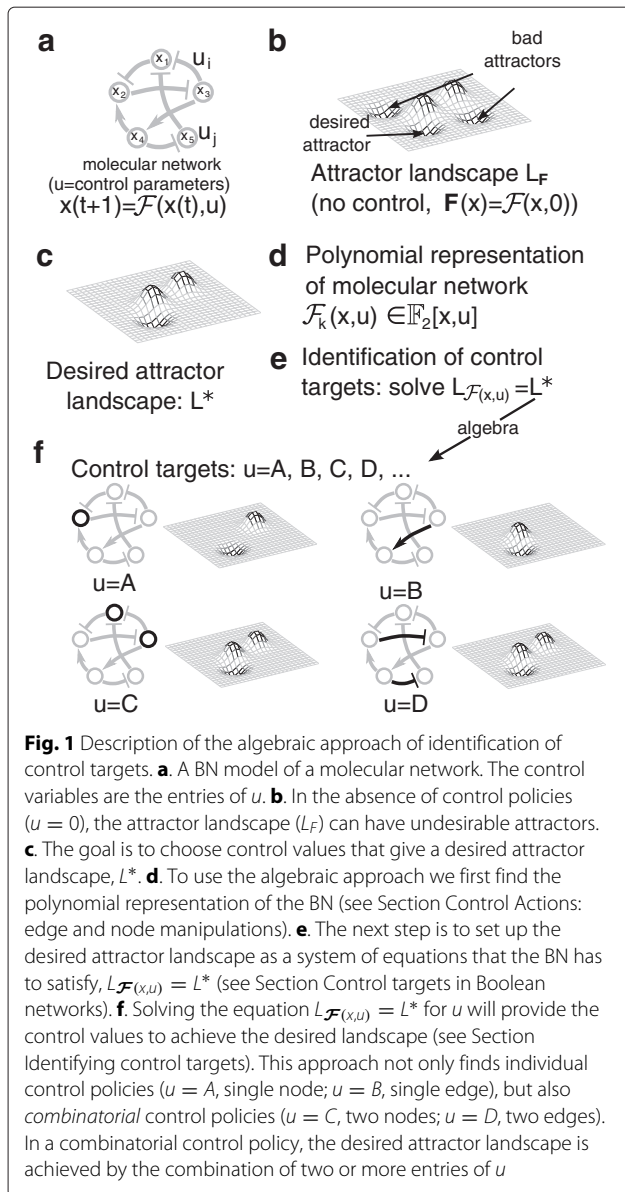 a
x₁
u i
x₂
x₃
x₄
x₅
u j
molecular network
(u=control parameters)
x(t+1)=ℱ(x(t),u)
b
bad
attractors
desired
attractor
Attractor landscape L_F
(no control, F(x)=ℱ(x,0))
c
Desired attractor
landscape: L*
d Polynomial representation
of molecular network
ℱₖ(x,u) ∈𝔽₂[x,u]
e Identification of control
targets: solve L_ℱ(x,u) =L*
algebra
f
Control targets: u=A, B, C, D, ...
u=A
u=B
u=C
u=D
Fig. 1 Description of the algebraic approach of identification of
control targets. a. A BN model of a molecular network. The control
variables are the entries of u. b. In the absence of control policies
(u = 0), the attractor landscape (L_F) can have undesirable attractors.
c. The goal is to choose control values that give a desired attractor
landscape, L*. d. To use the algebraic approach we first find the
polynomial representation of the BN (see Section Control Actions:
edge and node manipulations). e. The next step is to set up the
desired attractor landscape as a system of equations that the BN has
to satisfy, L_ℱ(x,u) = L* (see Section Control targets in Boolean
networks). f. Solving the equation L_ℱ(x,u) = L* for u will provide the
control values to achieve the desired landscape (see Section
Identifying control targets). This approach not only finds individual
control policies (u = A, single node; u = B, single edge), but also
combinatorial control policies (u = C, two nodes; u = D, two edges).
In a combinatorial control policy, the desired attractor landscape is
achieved by the combination of two or more entries of u